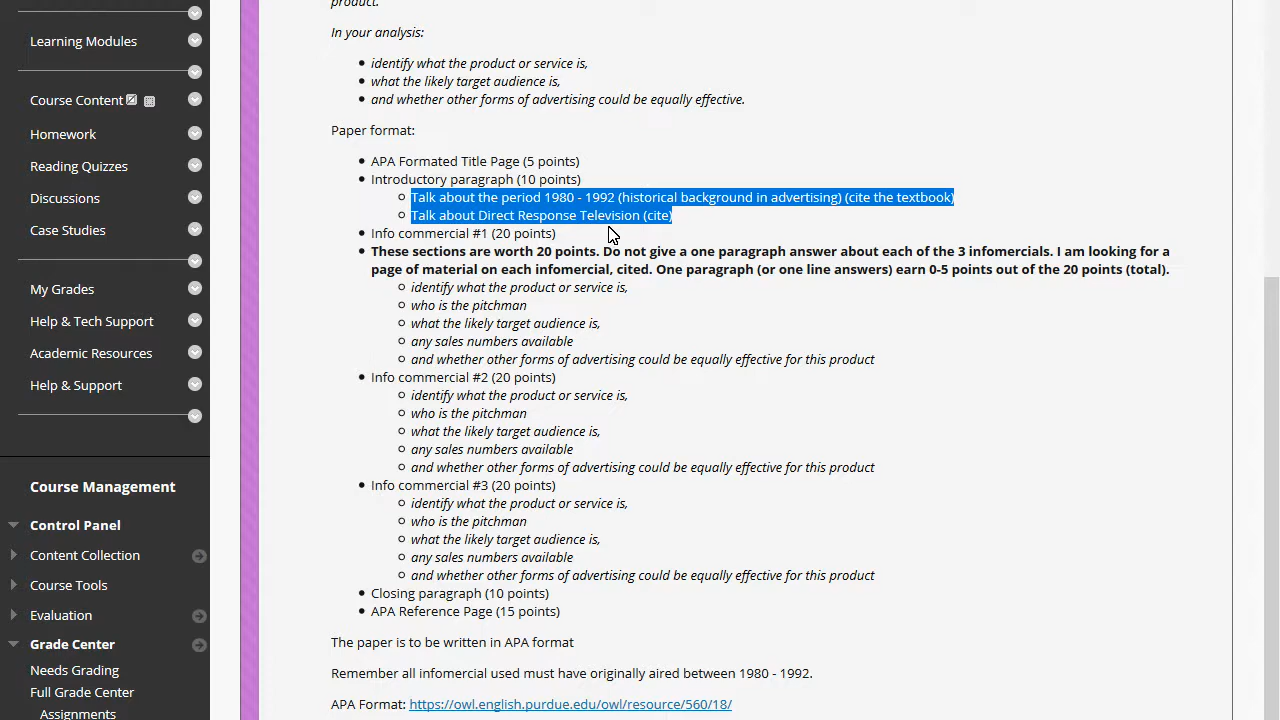 Learning Modules
Course Content
Homework
Reading Quizzes
Discussions
Case Studies
My Grades
Help & Tech Support
Academic Resources
Help & Support
Course Management
Control Panel
Content Collection
Course Tools
Evaluation
Grade Center
Needs Grading
Full Grade Center
Assignments
product.
In your analysis:
identify what the product or service is,
what the likely target audience is,
and whether other forms of advertising could be equally effective.
Paper format:
APA Formated Title Page (5 points)
Introductory paragraph (10 points)
Talk about the period 1980 - 1992 (historical background in advertising) (cite the textbook)
Talk about Direct Response Television (cite)
Info commercial #1 (20 points)
These sections are worth 20 points. Do not give a one paragraph answer about each of the 3 infomercials. I am looking for a
page of material on each infomercial, cited. One paragraph (or one line answers) earn 0-5 points out of the 20 points (total).
identify what the product or service is,
who is the pitchman
what the likely target audience is,
any sales numbers available
and whether other forms of advertising could be equally effective for this product
Info commercial #2 (20 points)
identify what the product or service is,
who is the pitchman
what the likely target audience is,
any sales numbers available
and whether other forms of advertising could be equally effective for this product
Info commercial #3 (20 points)
identify what the product or service is,
who is the pitchman
what the likely target audience is,
any sales numbers available
and whether other forms of advertising could be equally effective for this product
Closing paragraph (10 points)
APA Reference Page (15 points)
The paper is to be written in APA format
Remember all infomercial used must have originally aired between 1980 - 1992.
APA Format: https://owl.english.purdue.edu/owl/resource/560/18/